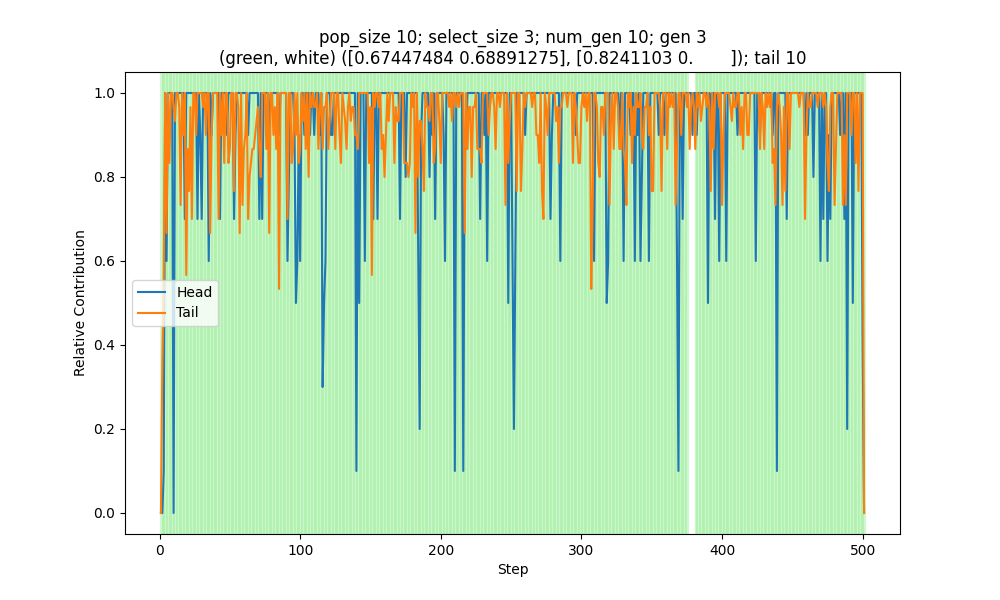 pop_size 10; select_size 3; num_gen 10; gen 3
(green, white) ([0.67447484 0.68891275], [0.8241103 0.        ]); tail 10
1.0
0.8
0.6
0.4
0.2
0.0
Relative Contribution
Head
Tail
0
100
200
300
400
500
Step